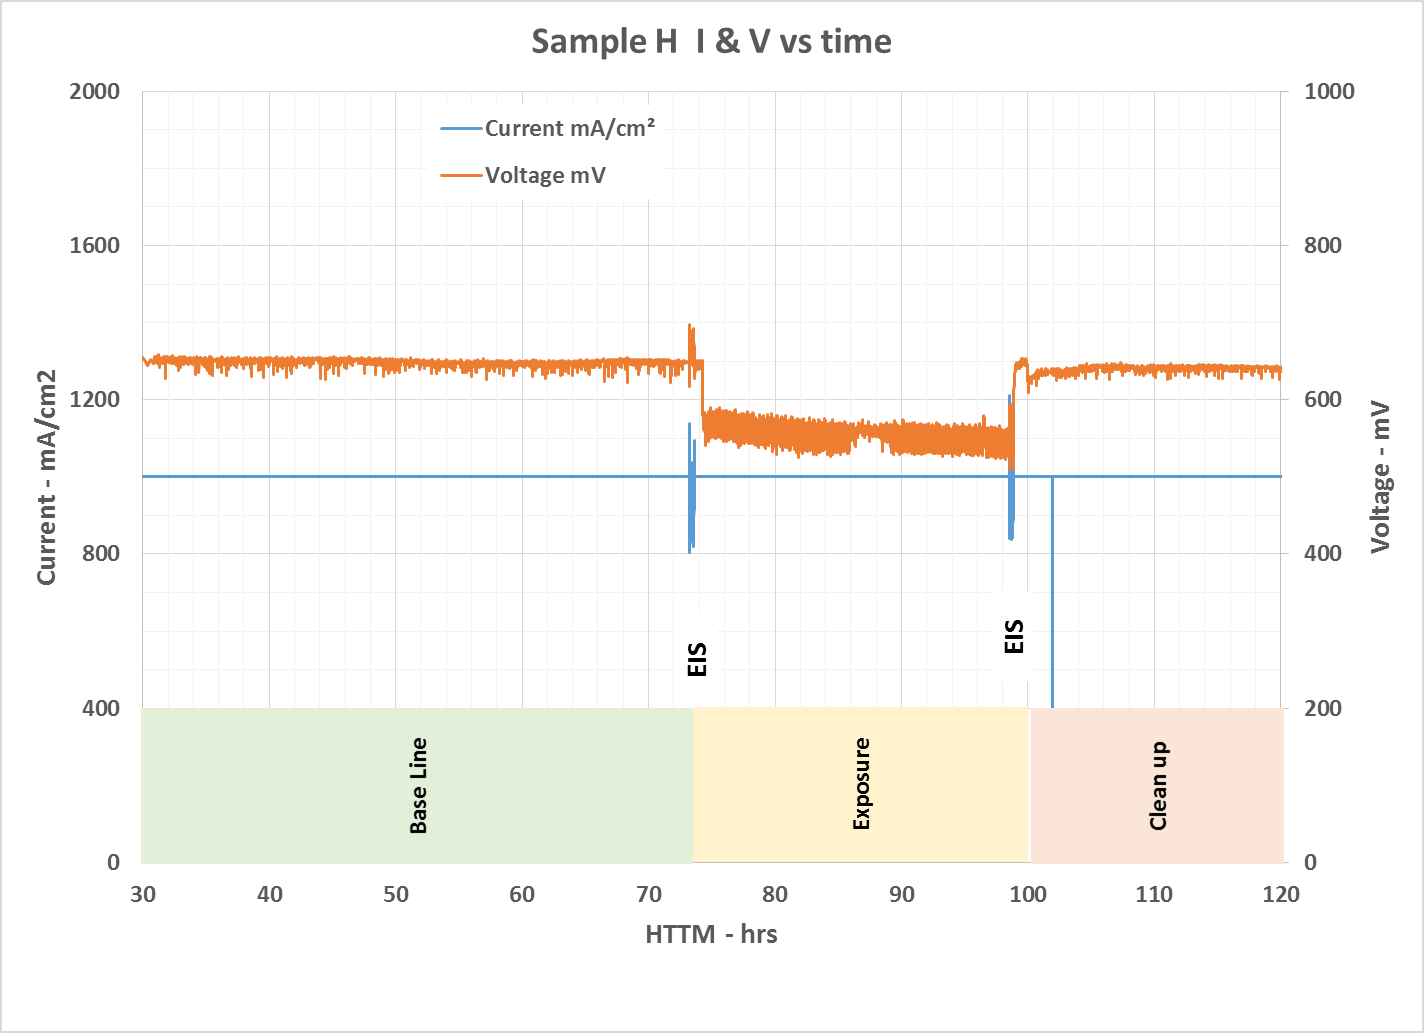 Sample H  I & V vs time
Current mA/cm²
Voltage mV
2000
1600
1200
800
400
0
Current - mA/cm2
1000
800
600
400
200
0
Voltage - mV
EIS
EIS
Base Line
Exposure
Clean up
30 40 50 60 70 80 90 100 110 120
HTTM - hrs